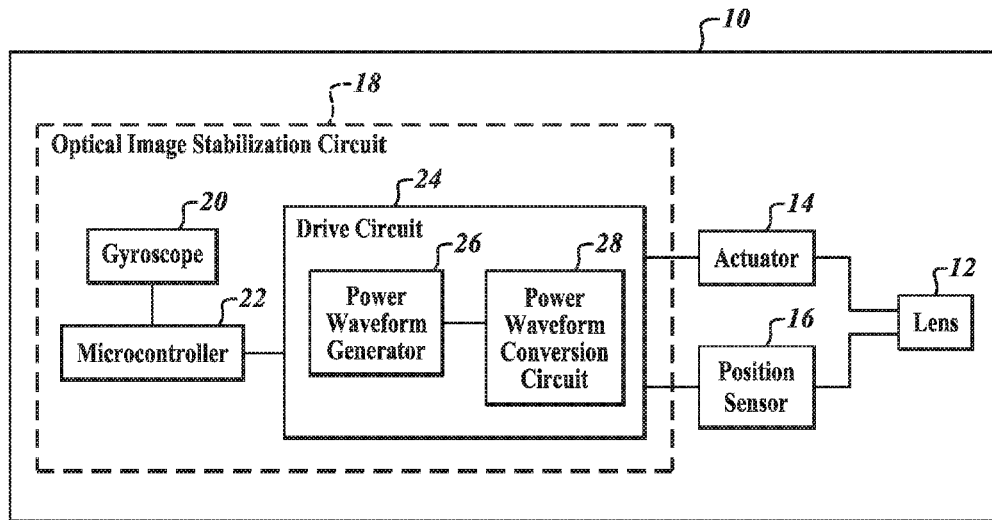 10
18
Optical Image Stabilization Circuit
24
20
Gyroscope
Drive Circuit
14
Actuator
26
28
12
Lens
22
Microcontroller
Power
Waveform
Generator
Power
Waveform
Conversion
Circuit
16
Position
Sensor